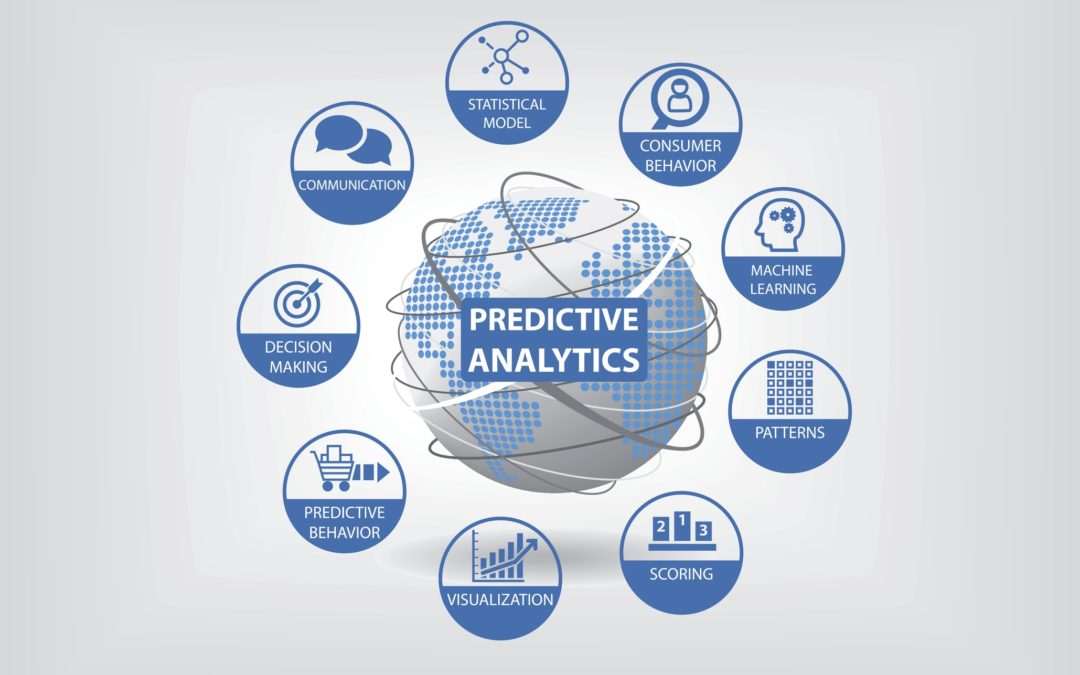 PREDICTIVE
ANALYTICS
STATISTICAL
MODEL
CONSUMER
BEHAVIOR
MACHINE
LEARNING
PATTERNS
2 1 3
SCORING
VISUALIZATION
PREDICTIVE
BEHAVIOR
DECISION
MAKING
COMMUNICATION